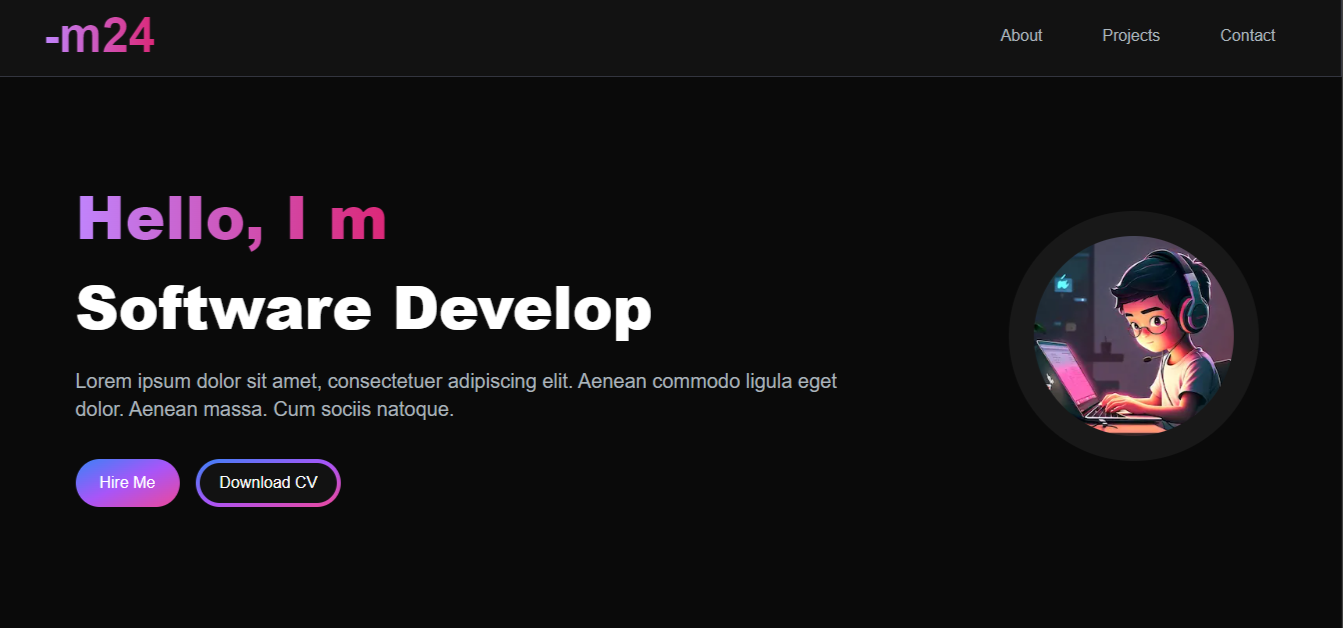 -m24
About Projects Contact
Hello, I m
Software Develop
Lorem ipsum dolor sit amet, consectetuer adipiscing elit. Aenean commodo ligula eget
dolor. Aenean massa. Cum sociis natoque.
Hire Me Download CV